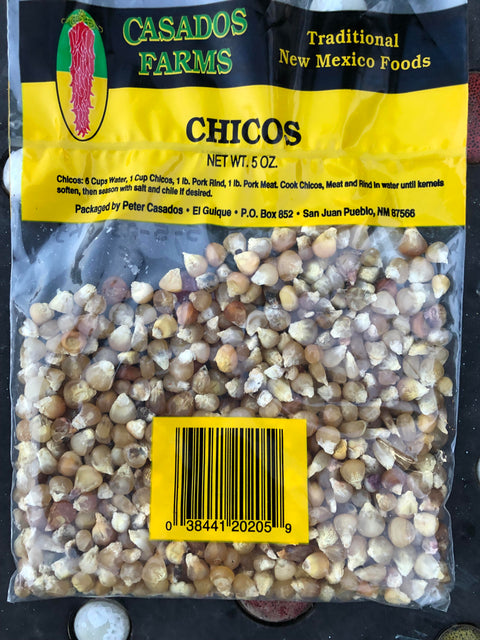 CASADOS
FARMS
Traditional
New Mexico Foods
CHICOS
NET WT. 5 OZ.
Chicos: 6 Cups Water, 1 Cup Chicos, 1 lb. Pork Rind, 1 lb. Pork Meat. Cook Chicos, Meat and Rind in water until kernels
soften, then season with salt and chile if desired.
Packaged by Peter Casados • El Guique • P.O. Box 852 • San Juan Pueblo, NM 87566
0 38441 20205 9